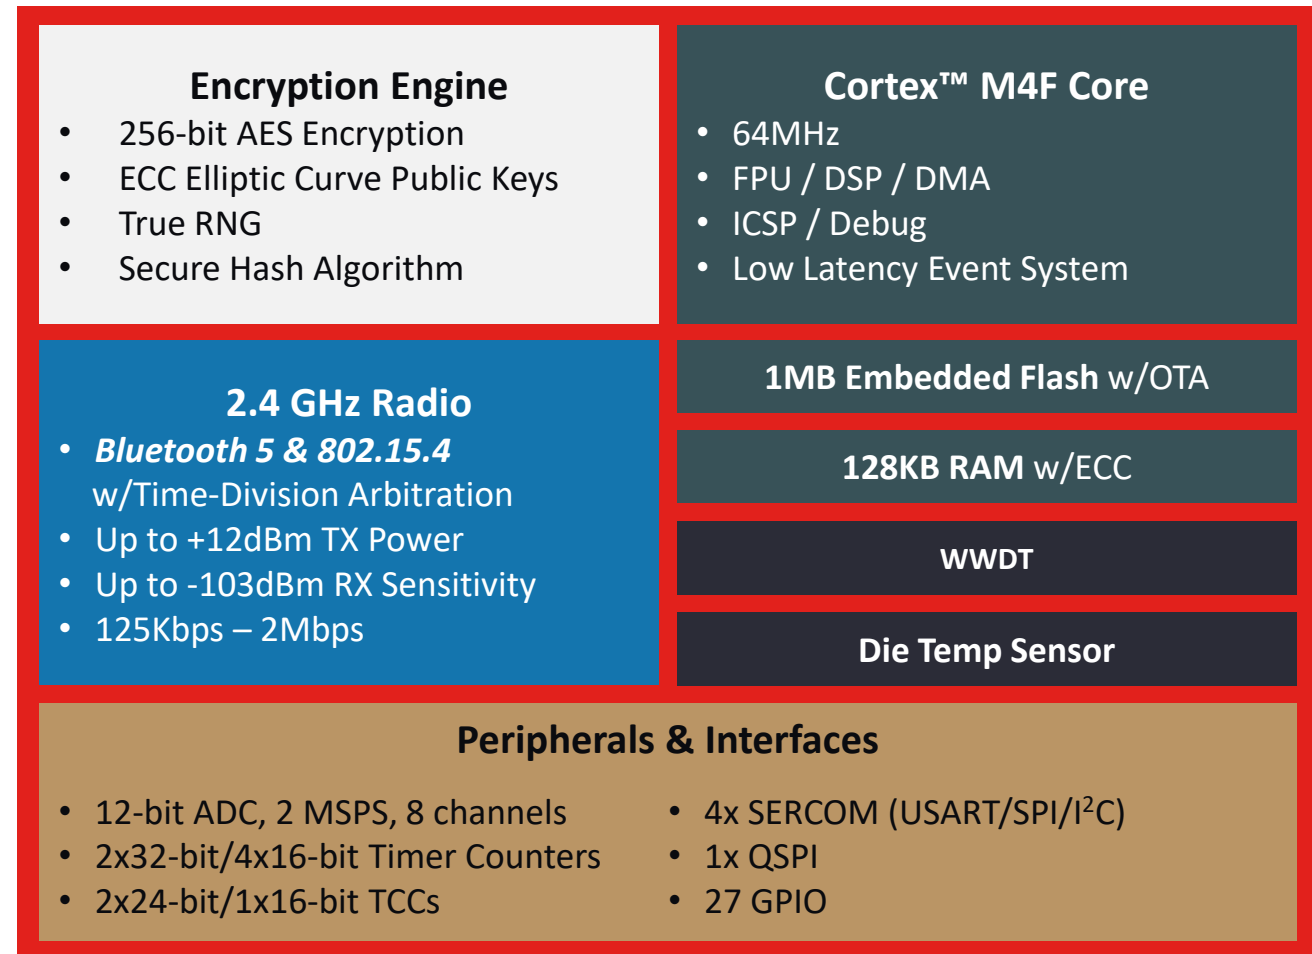 Encryption Engine
• 256-bit AES Encryption
• ECC Elliptic Curve Public Keys
• True RNG
• Secure Hash Algorithm
Cortex™ M4F Core
• 64MHz
• FPU / DSP / DMA
• ICSP / Debug
• Low Latency Event System
2.4 GHz Radio
• Bluetooth 5 & 802.15.4
w/Time-Division Arbitration
• Up to +12dBm TX Power
• Up to -103dBm RX Sensitivity
• 125Kbps – 2Mbps
1MB Embedded Flash w/OTA
128KB RAM w/ECC
WWDT
Die Temp Sensor
Peripherals & Interfaces
• 12-bit ADC, 2 MSPS, 8 channels
• 2x32-bit/4x16-bit Timer Counters
• 2x24-bit/1x16-bit TCCs
• 4x SERCOM (USART/SPI/I²C)
• 1x QSPI
• 27 GPIO